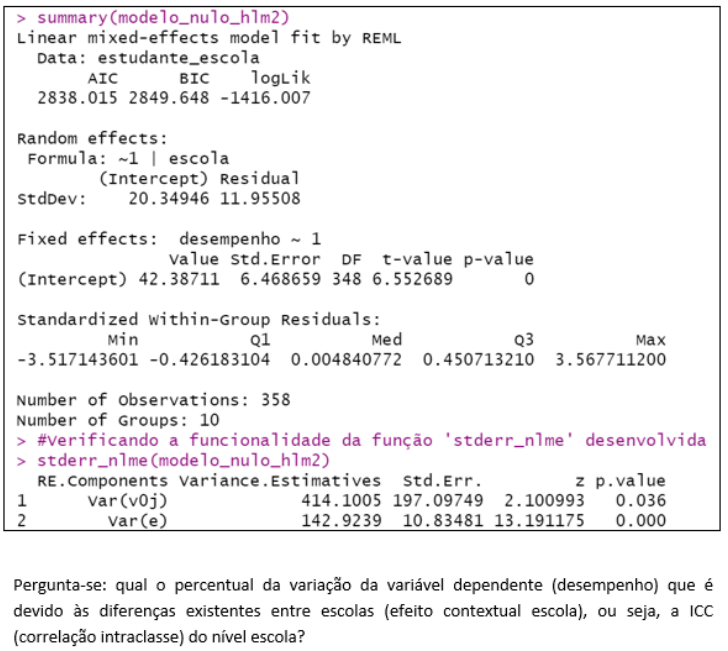 > summary(modelo_nulo_hlm2)
Linear mixed-effects model fit by REML
  Data: estudante_escola
       AIC      BIC    logLik
  2838.015 2849.648 -1416.007
Random effects:
 Formula: ~1 | escola
        (Intercept) Residual
StdDev:    20.34946 11.95508
Fixed effects:  desempenho ~ 1
               Value Std.Error  DF  t-value p-value
(Intercept) 42.38711  6.468659 348 6.552689       0
Standardized Within-Group Residuals:
         Min           Q1          Med           Q3          Max
-3.517143601 -0.426183104  0.004840772  0.450713210  3.567711200
Number of Observations: 358
Number of Groups: 10
> #Verificando a funcionalidade da função 'stderr_nlme' desenvolvida
> stderr_nlme(modelo_nulo_hlm2)
  RE.Components Variance.Estimatives  Std.Err.         z p.value
1      Var(v0j)             414.1005 197.09749  2.100993   0.036
2        Var(e)             142.9239  10.83481 13.191175   0.000
Pergunta-se: qual o percentual da variação da variável dependente (desempenho) que é
devido às diferenças existentes entre escolas (efeito contextual escola), ou seja, a ICC
(correlação intraclasse) do nível escola?